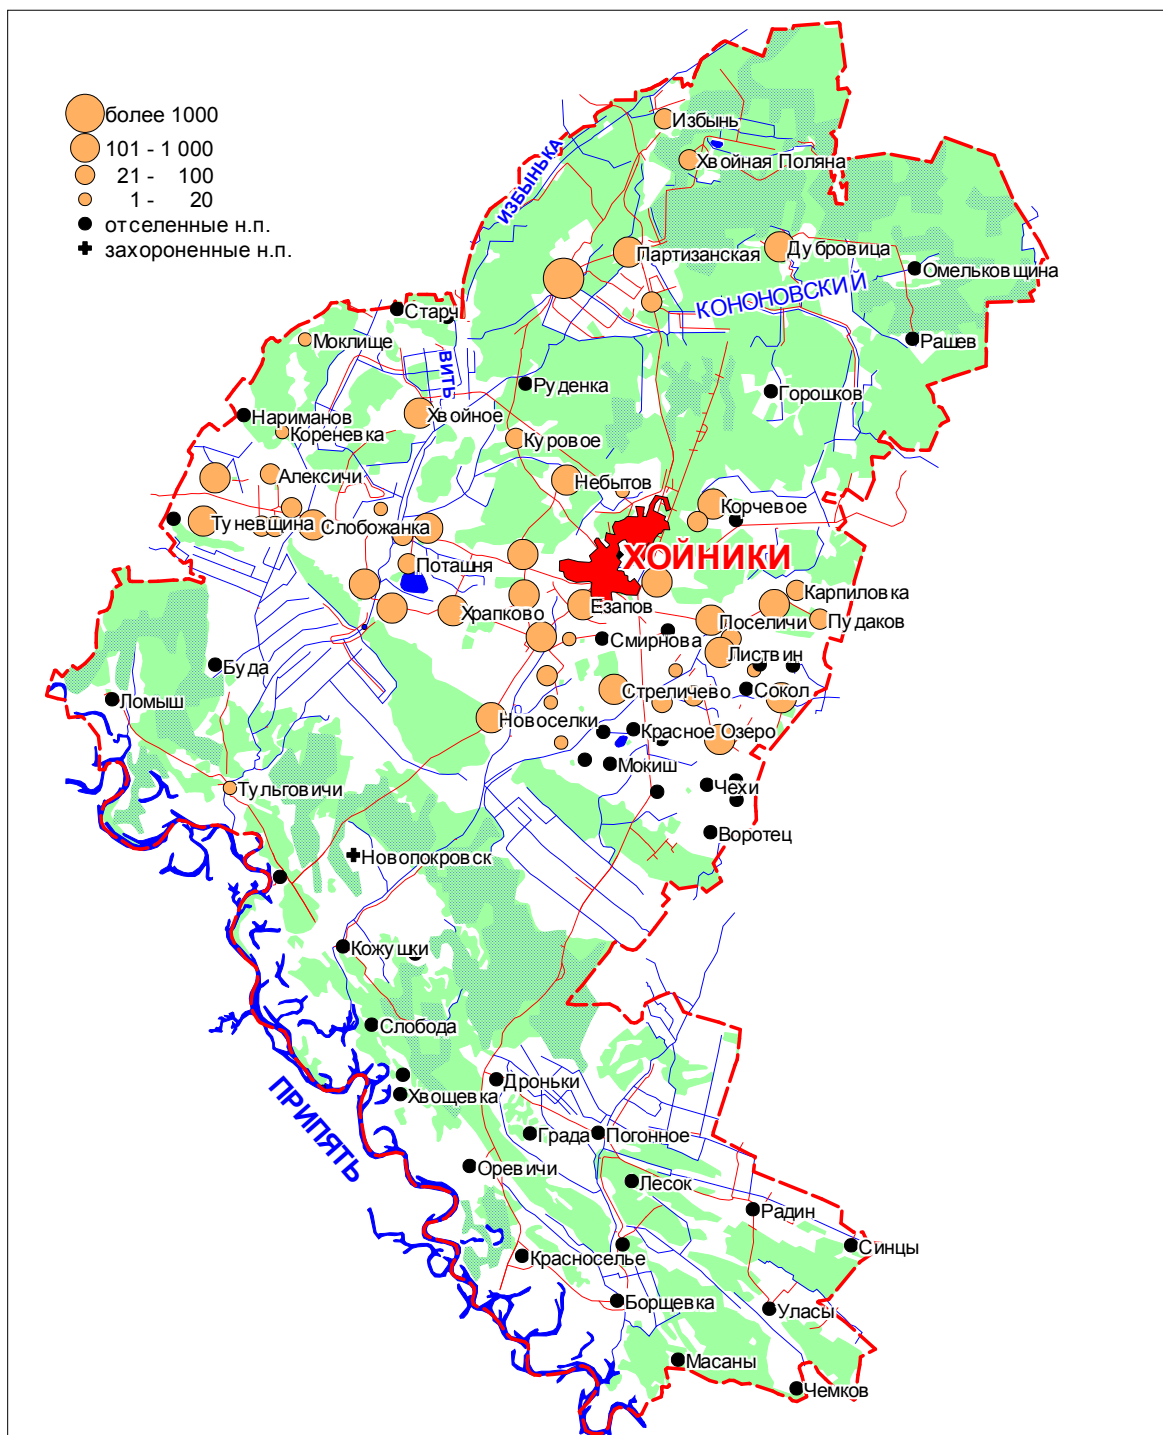 более 1000
101 - 1 000
21 - 100
1 - 20
отселенные н.п.
захороненные н.п.
Избынь
Хвойная Поляна
ИЗБЫНЬКА
Партизанская
Дубровица
Омельковщина
КОНОНОВСКИЙ
Старч
Моклище
Рашев
ВИТЬ
Руденка
Горошков
Нариманов
Хвойное
Кореневка
Куровое
Алексичи
Небытов
Корчевое
Туневщина
Слобожанка
ХОЙНИКИ
Поташня
Карпиловка
Храпково
Езапов
Поселичи
Пудаков
Смирнова
Листвин
Буда
Ломыш
Стреличево
Сокол
Новоселки
Красное Озеро
Мокиш
Чехи
Тульговичи
Воротец
Новопокровск
Кожушки
Слобода
Дроньки
Хвощевка
ПРИПЯТЬ
Града
Погонное
Оревичи
Лесок
Радин
Синцы
Красноселье
Борщевка
Уласы
Масаны
Чемков